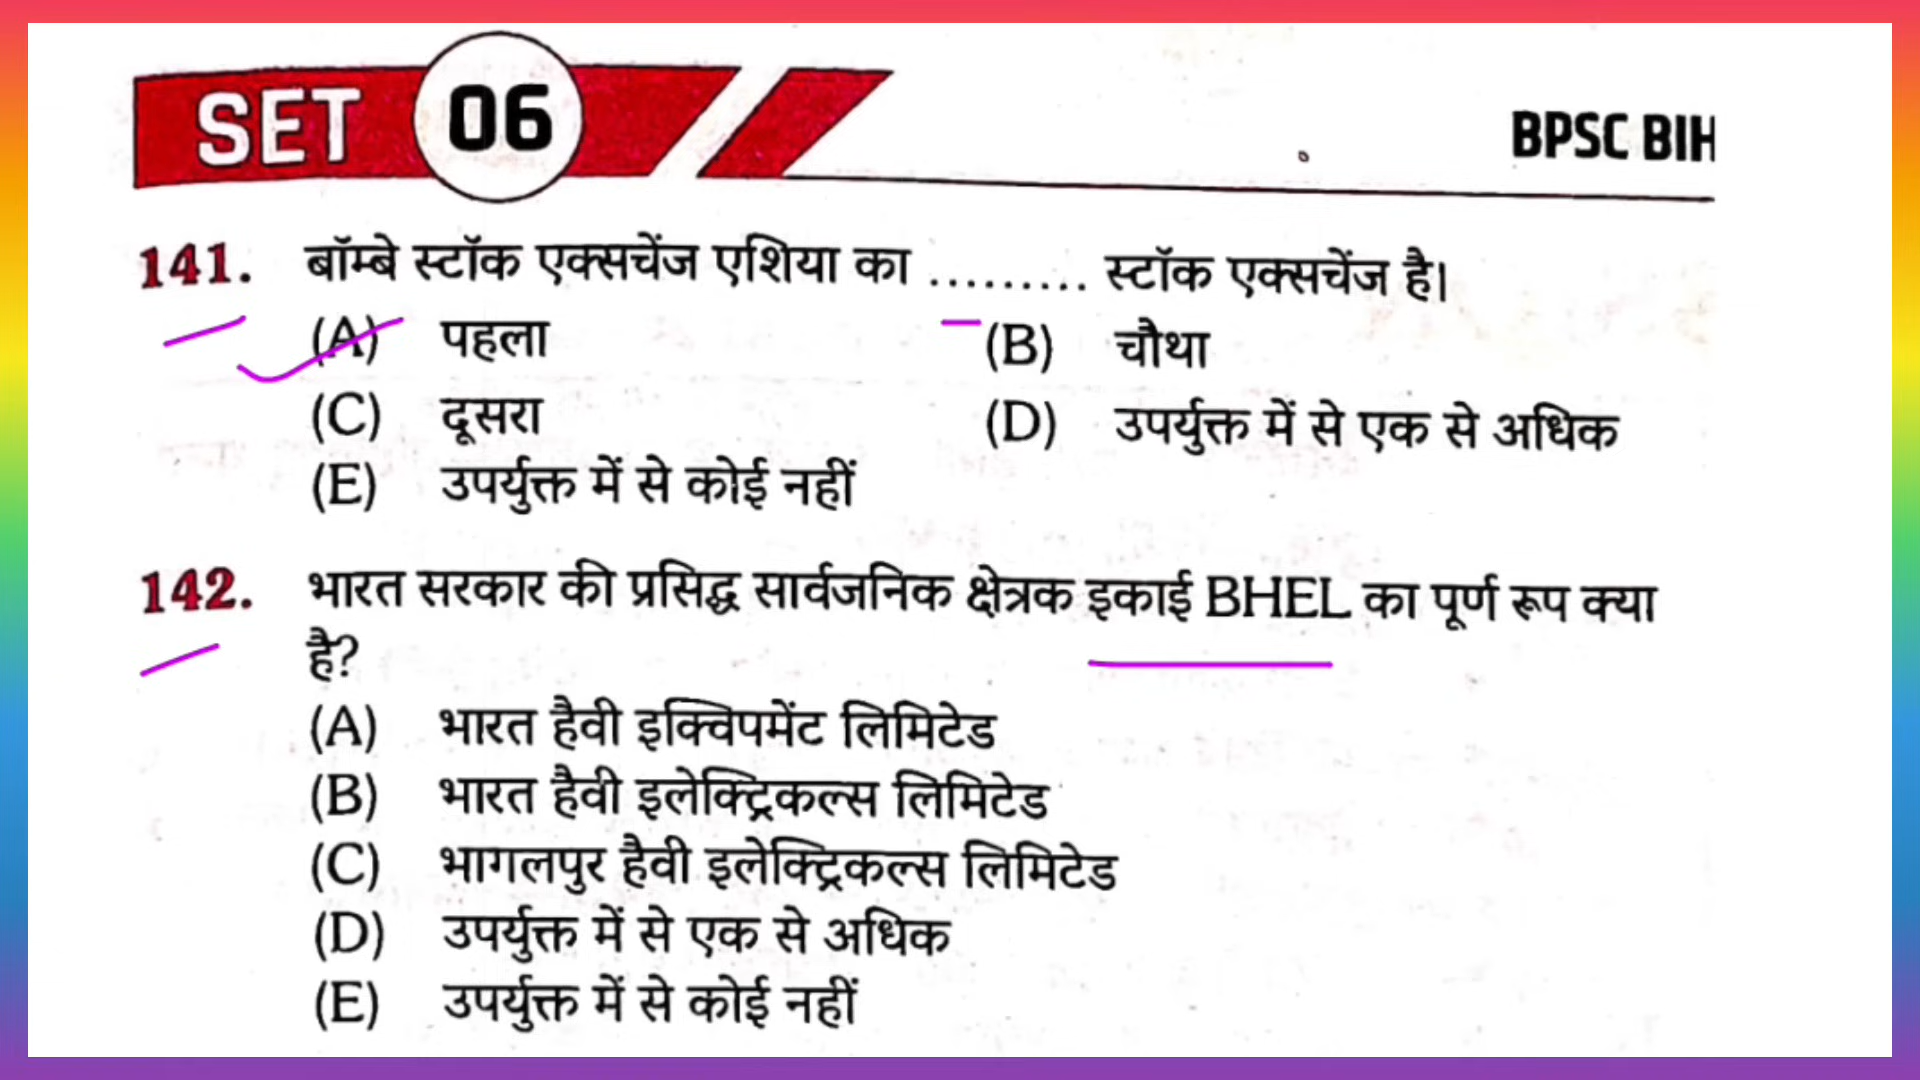 SET 06
BPSC BIH
141. बॉम्बे स्टॉक एक्सचेंज एशिया का ......... स्टॉक एक्सचेंज है।
(A) पहला (B) चौथा
(C) दूसरा (D) उपर्युक्त में से एक से अधिक
(E) उपर्युक्त में से कोई नहीं
142. भारत सरकार की प्रसिद्ध सार्वजनिक क्षेत्रक इकाई BHEL का पूर्ण रूप क्या
है?
(A) भारत हैवी इक्विपमेंट लिमिटेड
(B) भारत हैवी इलेक्ट्रिकल्स लिमिटेड
(C) भागलपुर हैवी इलेक्ट्रिकल्स लिमिटेड
(D) उपर्युक्त में से एक से अधिक
(E) उपर्युक्त में से कोई नहीं